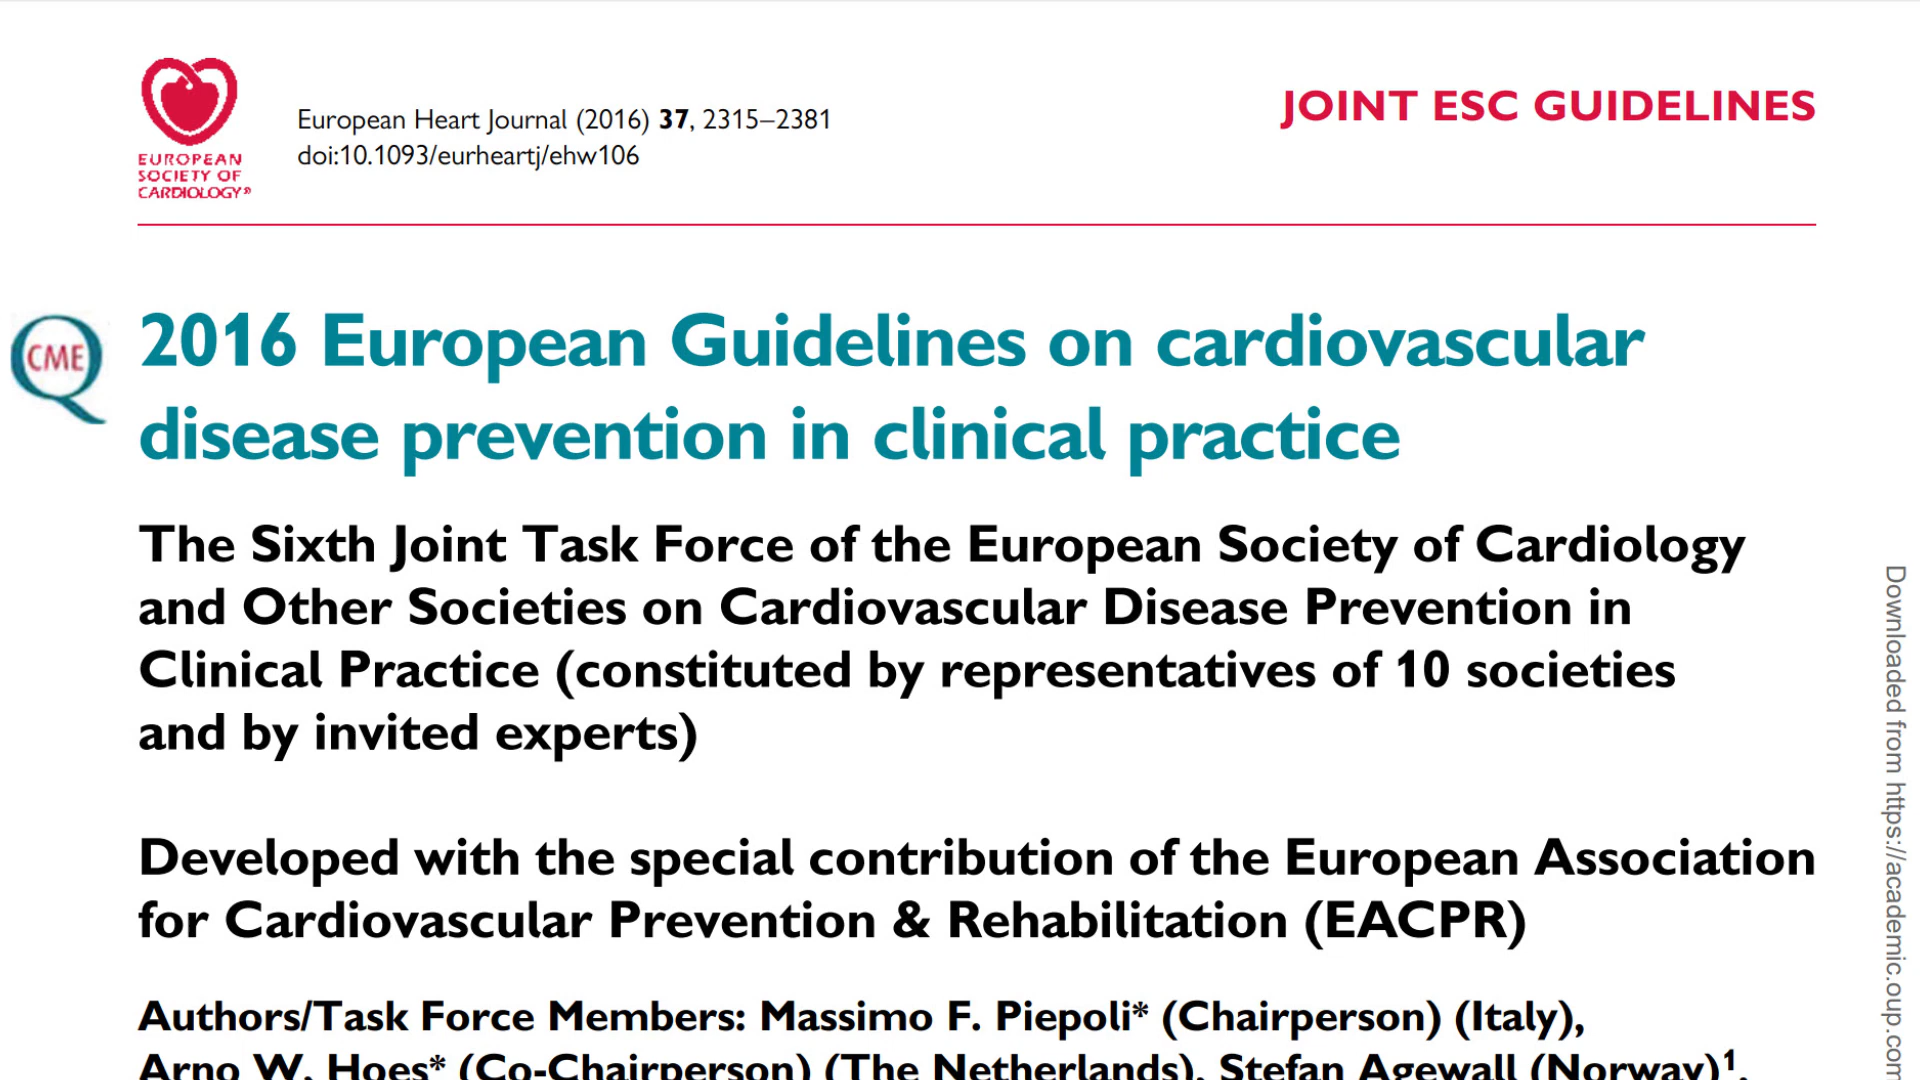 EUROPEAN
SOCIETY OF
CARDIOLOGY®
European Heart Journal (2016) 37, 2315–2381
doi:10.1093/eurheartj/ehw106
JOINT ESC GUIDELINES
CME
2016 European Guidelines on cardiovascular
disease prevention in clinical practice
The Sixth Joint Task Force of the European Society of Cardiology
and Other Societies on Cardiovascular Disease Prevention in
Clinical Practice (constituted by representatives of 10 societies
and by invited experts)
Developed with the special contribution of the European Association
for Cardiovascular Prevention & Rehabilitation (EACPR)
Authors/Task Force Members: Massimo F. Piepoli* (Chairperson) (Italy),
Arno W. Hoes* (Co-Chairperson) (The Netherlands), Stefan Agewall (Norway)¹,
Downloaded from https://academic.oup.com